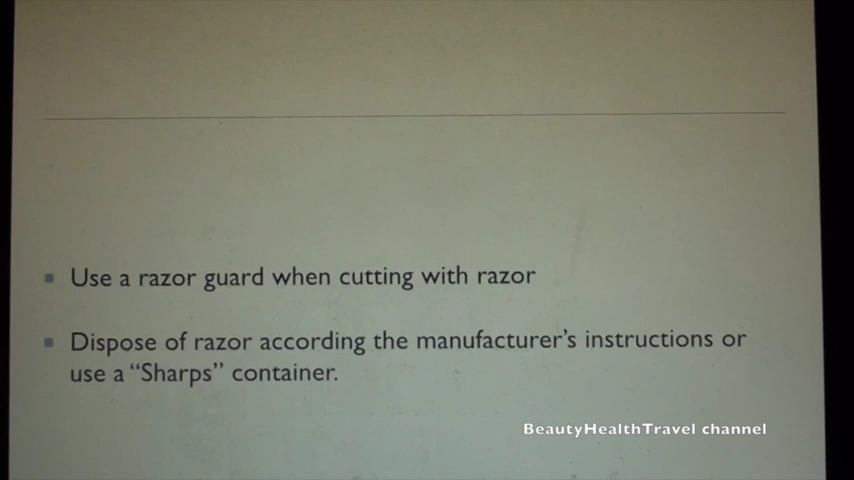 Use a razor guard when cutting with razor
Dispose of razor according the manufacturer's instructions or
use a “Sharps” container.
BeautyHealthTravel channel